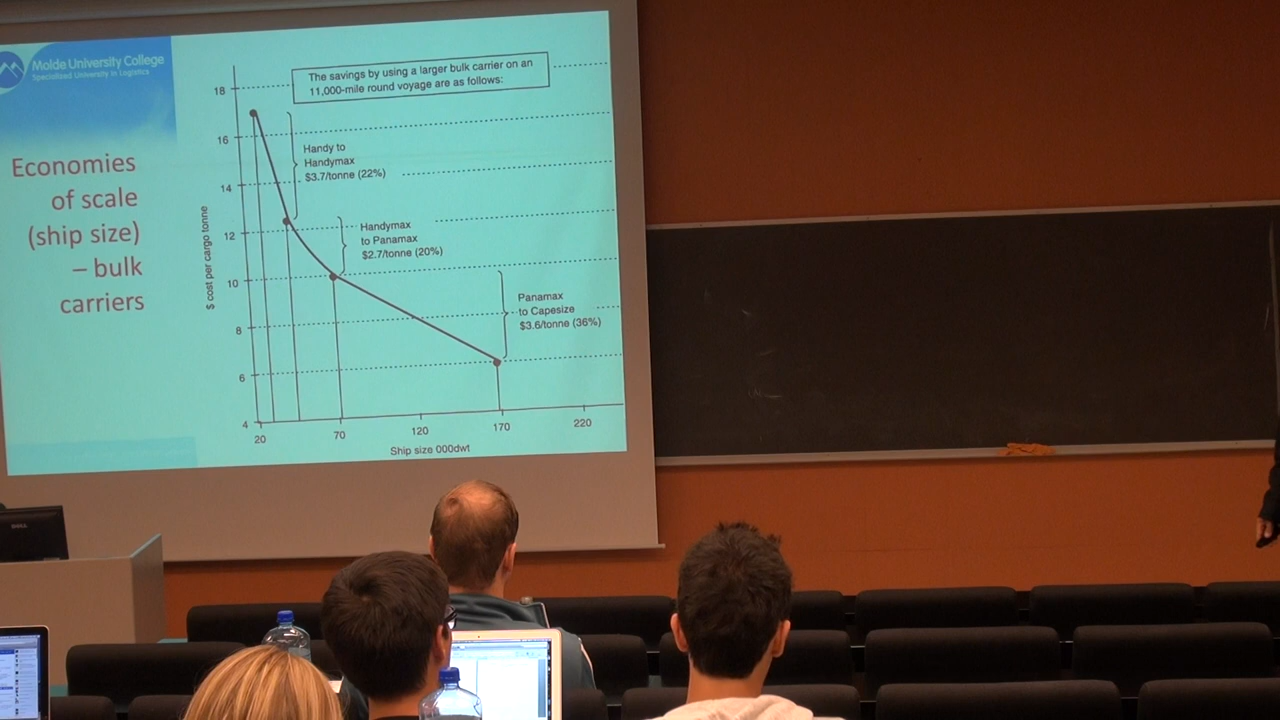 Molde University College
Specialized University in Logistics
Economies
of scale
(ship size)
– bulk
carriers
The savings by using a larger bulk carrier on an
11,000-mile round voyage are as follows:
Handy to
Handymax
$3.7/tonne (22%)
Handymax
to Panamax
$2.7/tonne (20%)
Panamax
to Capesize
$3.6/tonne (36%)
$ cost per cargo tonne
18
16
14
12
10
8
6
4
20
70
120
170
220
Ship size 000dwt
DELL